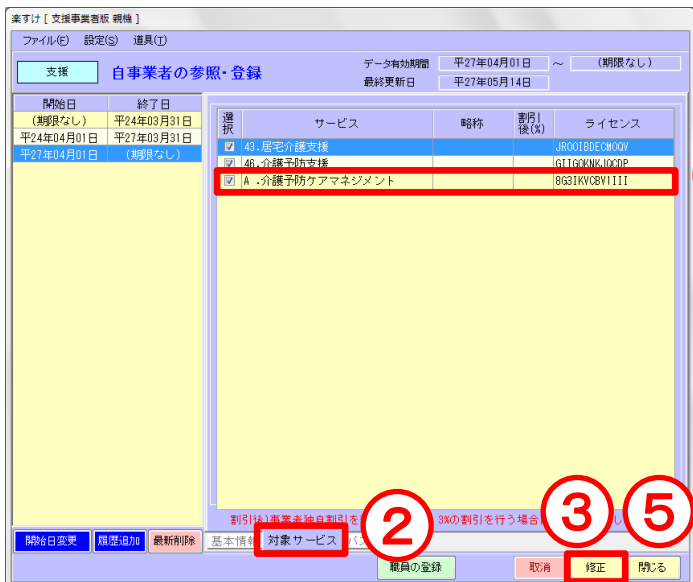 楽すけ [ 支援事業者版 親機 ]
ファイル(F) 設定(S) 道具(T)
支援 自事業者の参照・登録
データ有効期間 平27年04月01日 ～ (期限なし)
最終更新日 平27年05月14日
開始日 終了日
(期限なし) 平24年03月31日
平24年04月01日 平27年03月31日
平27年04月01日 (期限なし)
選択 サービス 略称 割引後(%) ライセンス
43.居宅介護支援 JROOIBDECMOQV
46.介護予防支援 GIIGOKNKJQCDP
A .介護予防ケアマネジメント 8G3IKVCBV1III
割引後)事業者独自割引を 3%の割引を行う場合
② ③ ⑤
開始日変更 履歴追加 最新削除 基本情報 対象サービス
職員の登録 取消 修正 閉じる